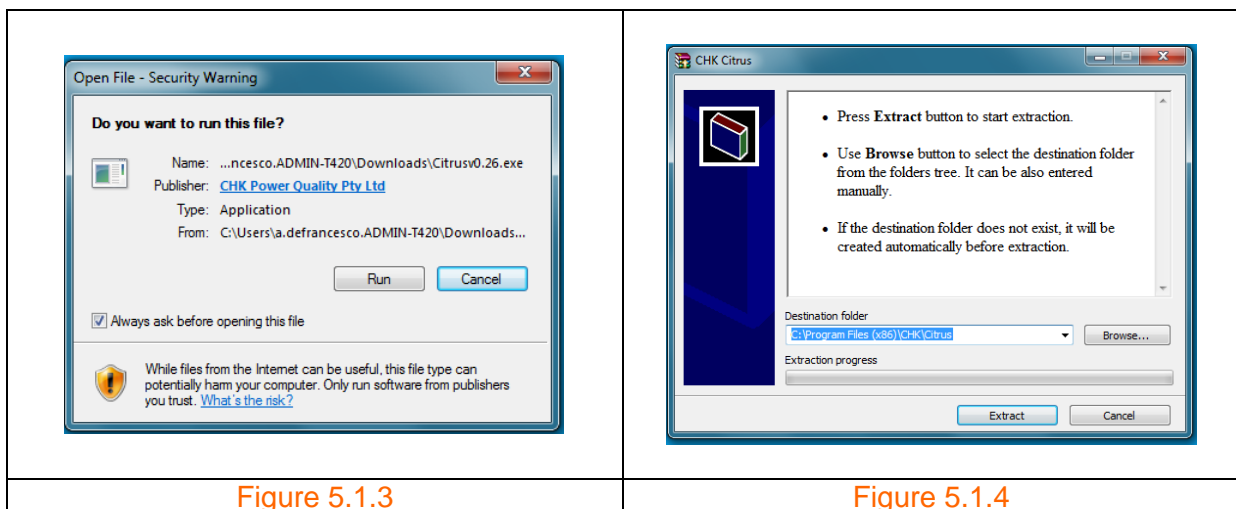 Open File - Security Warning
Do you want to run this file?
Name: ...ncesco.ADMIN-T420\Downloads\Citrusv0.26.exe
Publisher: CHK Power Quality Pty Ltd
Type: Application
From: C:\Users\a.defrancesco.ADMIN-T420\Downloads...
Run Cancel
Always ask before opening this file
While files from the Internet can be useful, this file type can
potentially harm your computer. Only run software from publishers
you trust. What's the risk?
Figure 5.1.3
CHK Citrus
• Press Extract button to start extraction.
• Use Browse button to select the destination folder
from the folders tree. It can be also entered
manually.
• If the destination folder does not exist, it will be
created automatically before extraction.
Destination folder
C:\Program Files (x86)\CHK\Citrus
Browse...
Extraction progress
Extract Cancel
Figure 5.1.4